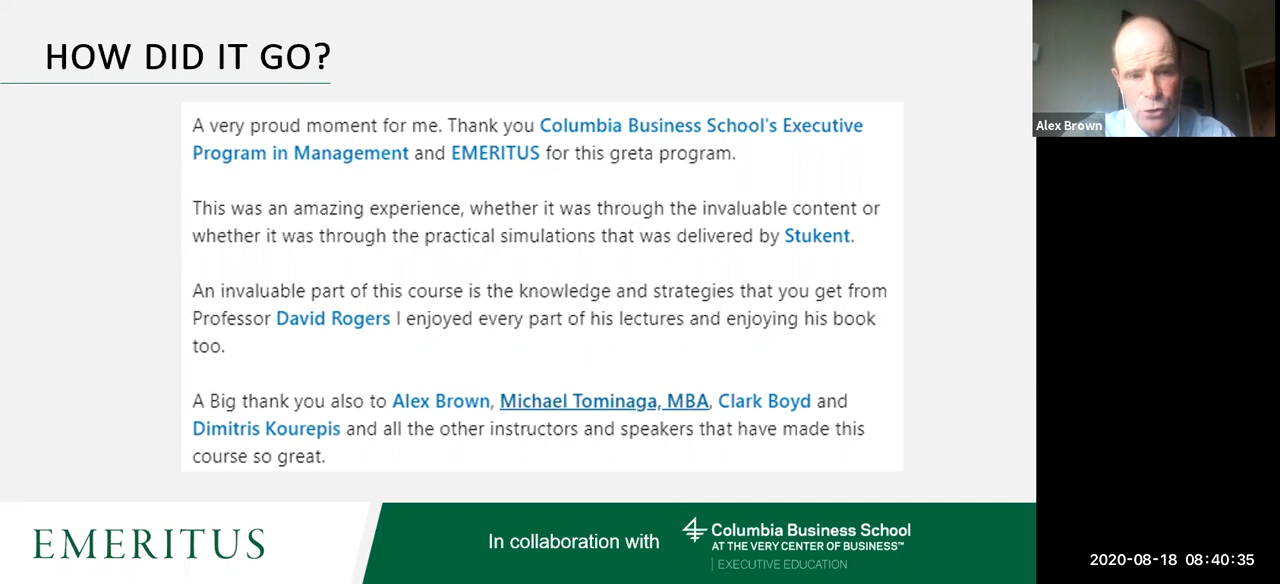 HOW DID IT GO?
A very proud moment for me. Thank you Columbia Business School's Executive
Program in Management and EMERITUS for this greta program.
This was an amazing experience, whether it was through the invaluable content or
whether it was through the practical simulations that was delivered by Stukent.
An invaluable part of this course is the knowledge and strategies that you get from
Professor David Rogers I enjoyed every part of his lectures and enjoying his book
too.
A Big thank you also to Alex Brown, Michael Tominaga, MBA, Clark Boyd and
Dimitris Kourepis and all the other instructors and speakers that have made this
course so great.
Alex Brown
EMERITUS
In collaboration with
Columbia Business School
AT THE VERY CENTER OF BUSINESS™
EXECUTIVE EDUCATION
2020-08-18 08:40:35